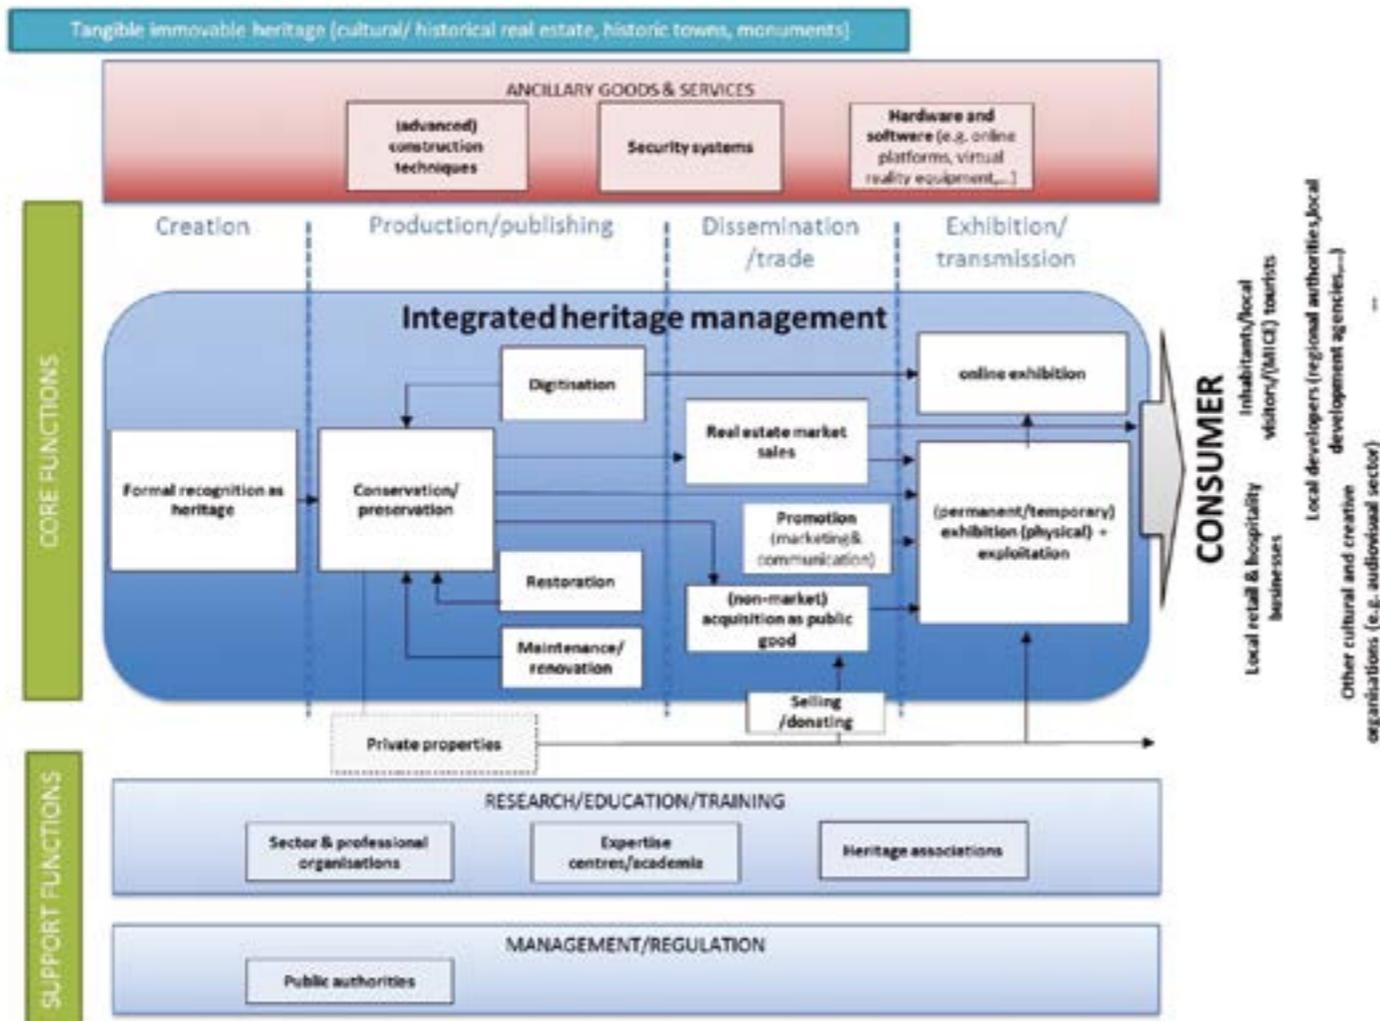 Tangible immovable heritage (cultural/ historical real estate, historic towns, monuments)
ANCILLARY GOODS & SERVICES
(advanced)
construction
techniques
Security systems
Hardware and
software (e.g. online
platforms, virtual
reality equipment,...)
CORE FUNCTIONS
Creation
Production/publishing
Dissemination
/trade
Exhibition/
transmission
Integrated heritage management
Digitisation
online exhibition
Real estate market
sales
Formal recognition as
heritage
Conservation/
preservation
Promotion
(marketing&
communication)
(permanent/temporary)
exhibition (physical) +
exploitation
Restoration
(non-market)
acquisition as public
good
Maintenance/
renovation
Selling
/donating
Private properties
CONSUMER
Inhabitants/local
visitors/(MICE) tourists
Local retail & hospitality
businesses
Local developers (regional authorities,local
development agencies,...)
Other cultural and creative
organisations (e.g. audiovisual sector)
...
SUPPORT FUNCTIONS
RESEARCH/EDUCATION/TRAINING
Sector & professional
organisations
Expertise
centres/academia
Heritage associations
MANAGEMENT/REGULATION
Public authorities